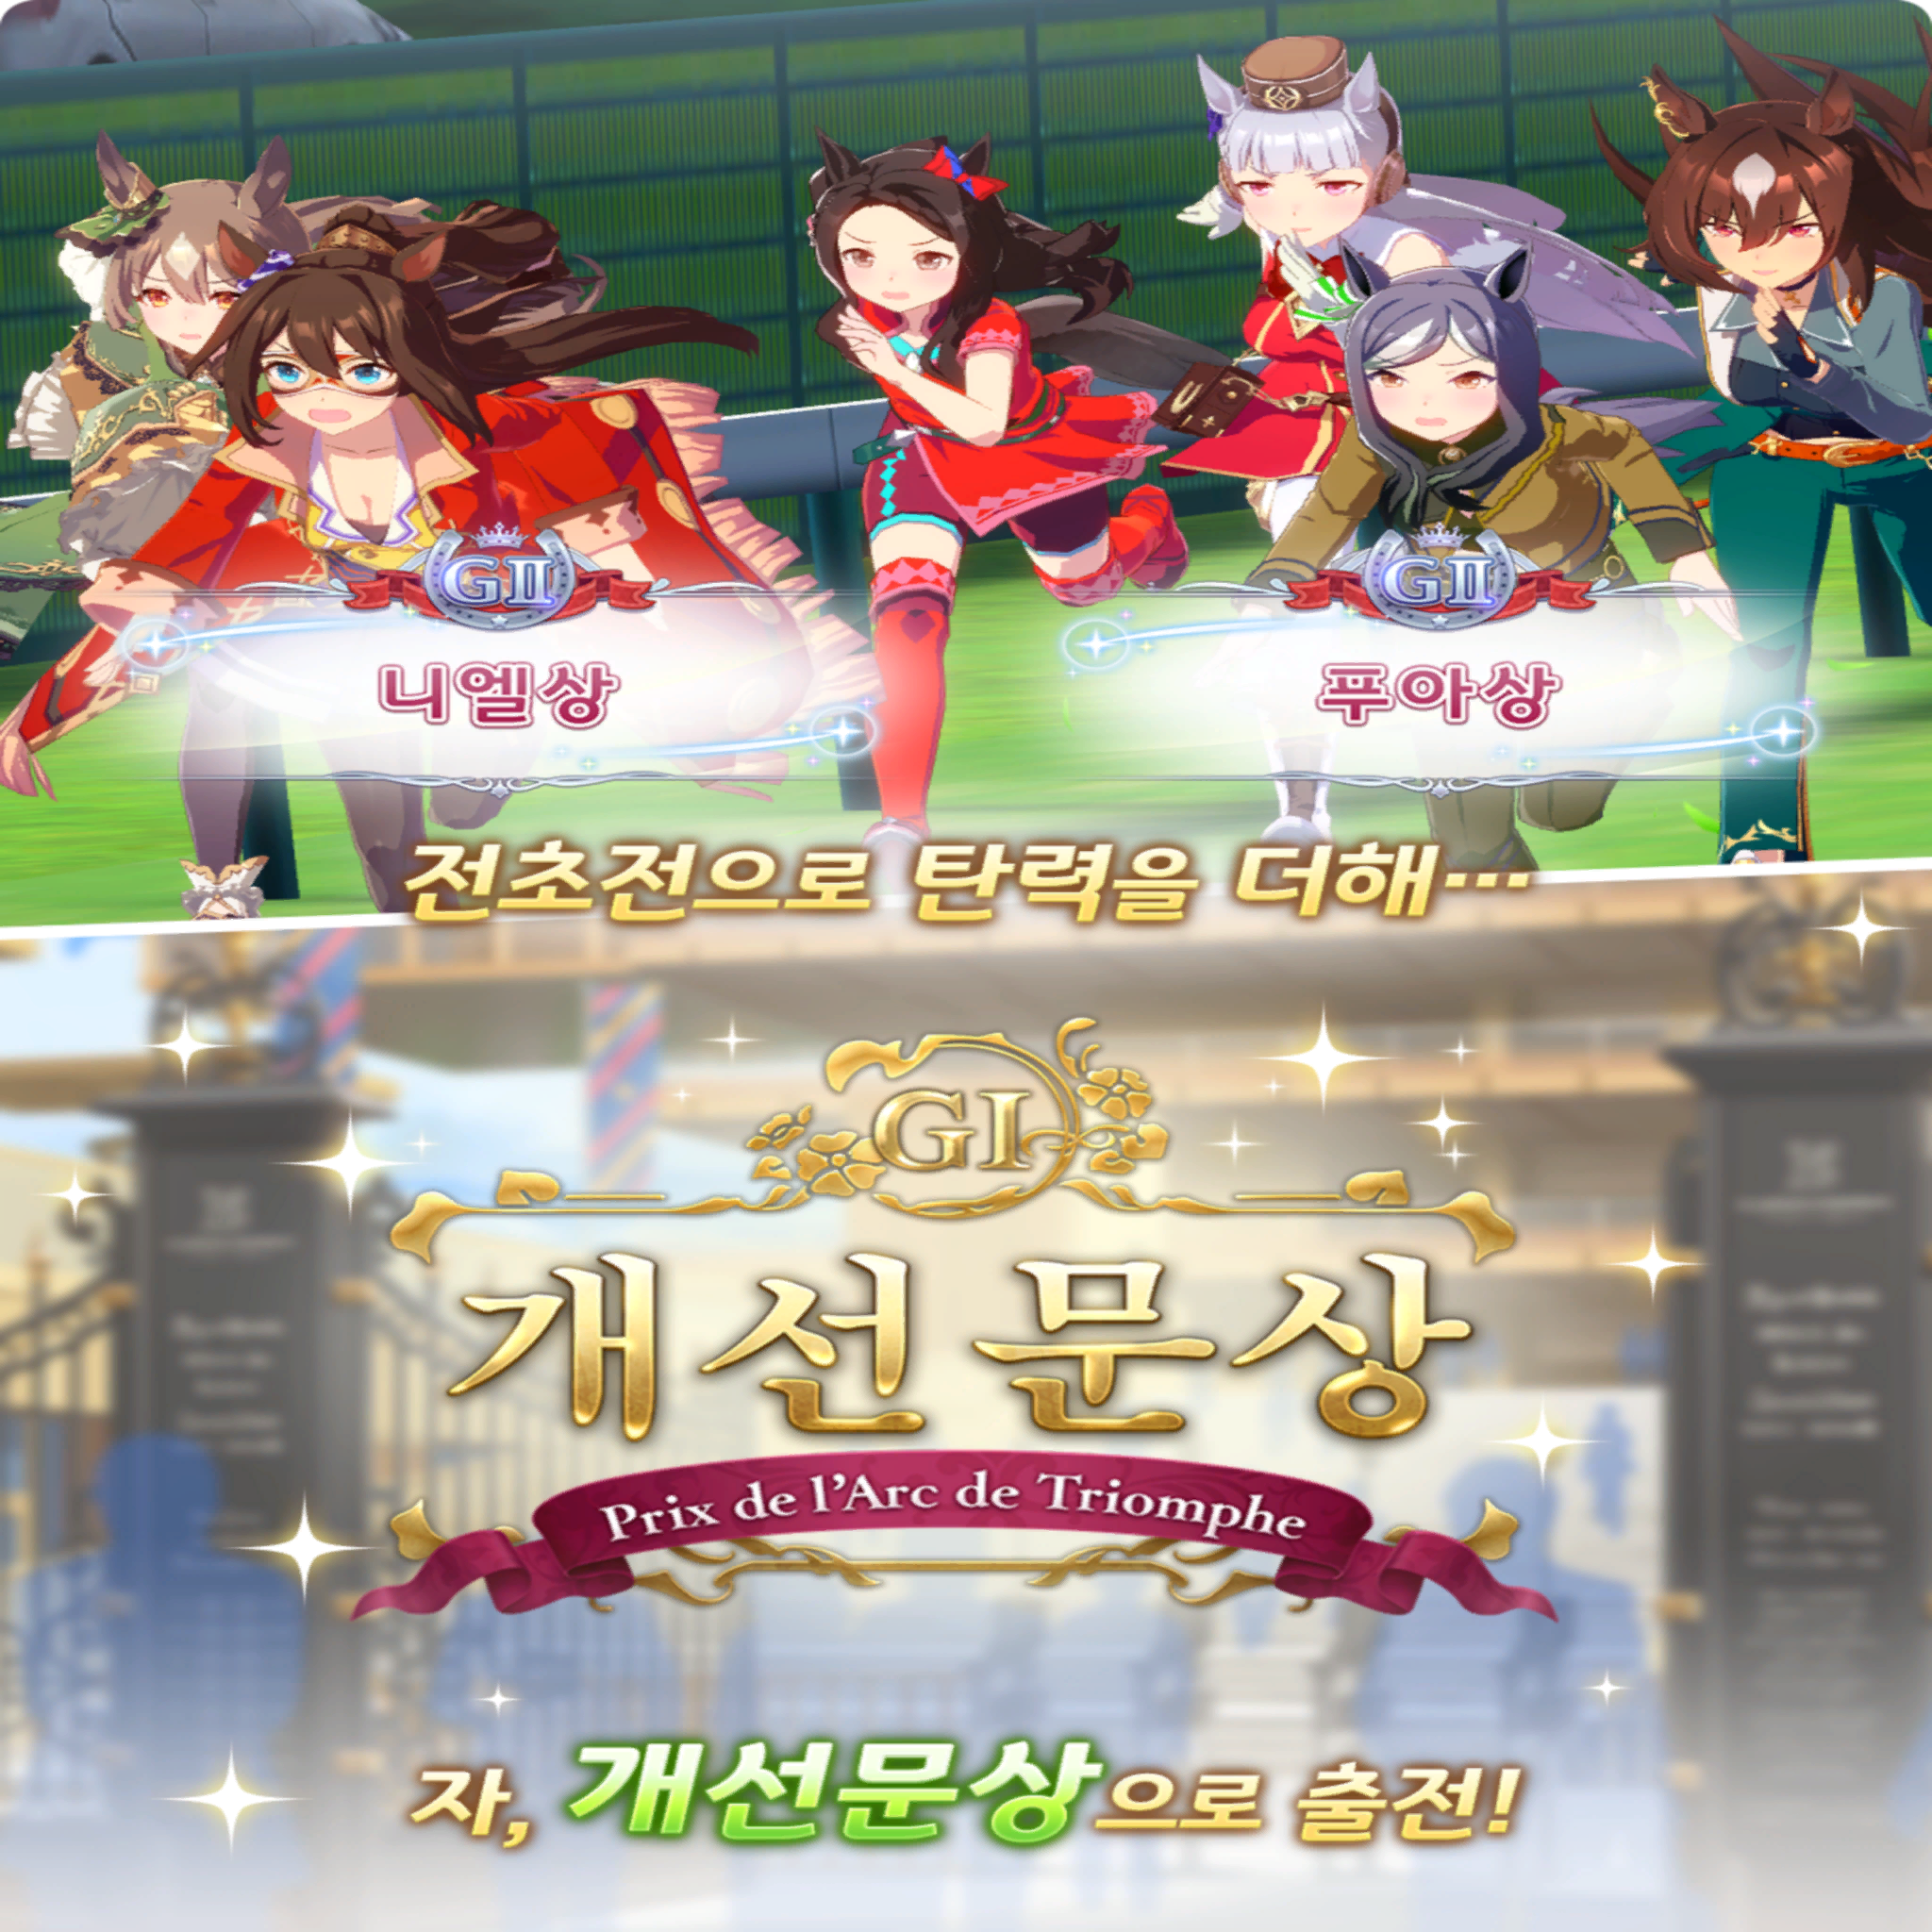 GII
니엘상
GII
푸아상
전초전으로 탄력을 더해…
GI
개선문상
Prix de l'Arc de Triomphe
자, 개선문상으로 출전!